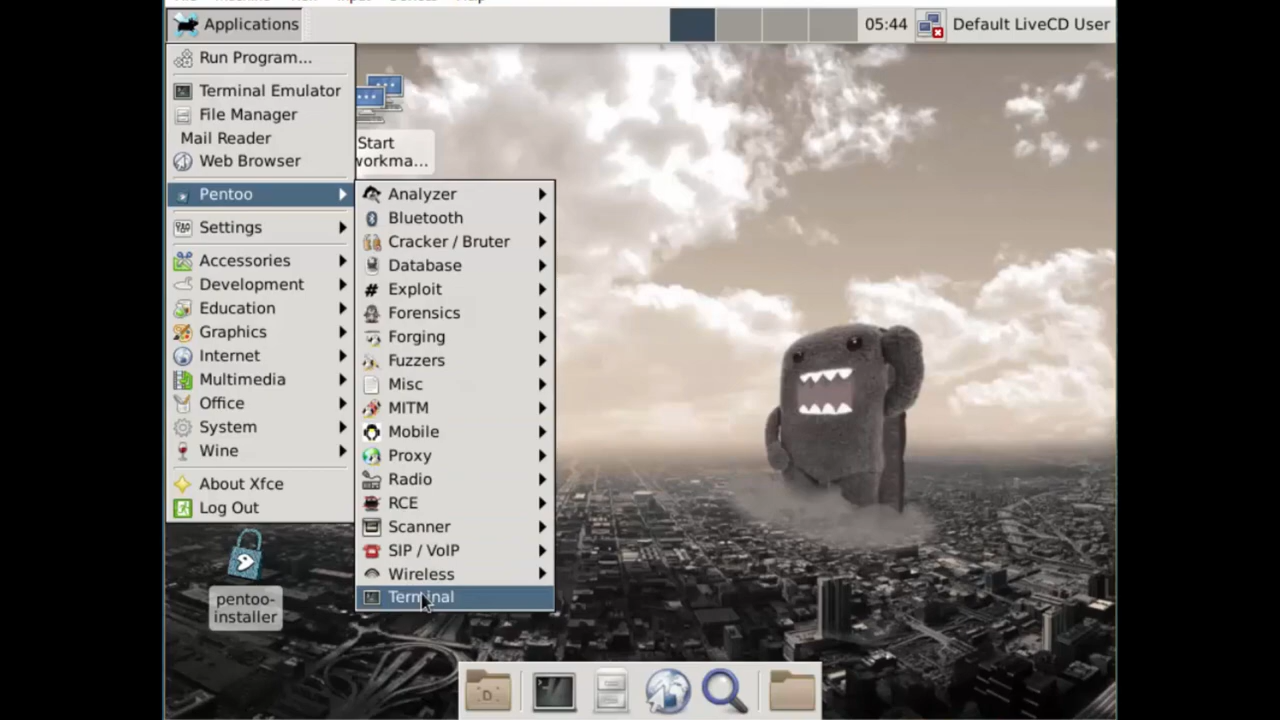 Applications
05:44
Default LiveCD User
Run Program...
Terminal Emulator
File Manager
Mail Reader
Web Browser
Pentoo
Settings
Accessories
Development
Education
Graphics
Internet
Multimedia
Office
System
Wine
About Xfce
Log Out
Start
workma...
Analyzer
Bluetooth
Cracker / Bruter
Database
Exploit
Forensics
Forging
Fuzzers
Misc
MITM
Mobile
Proxy
Radio
RCE
Scanner
SIP / VoIP
Wireless
Terminal
pentoo-
installer
D